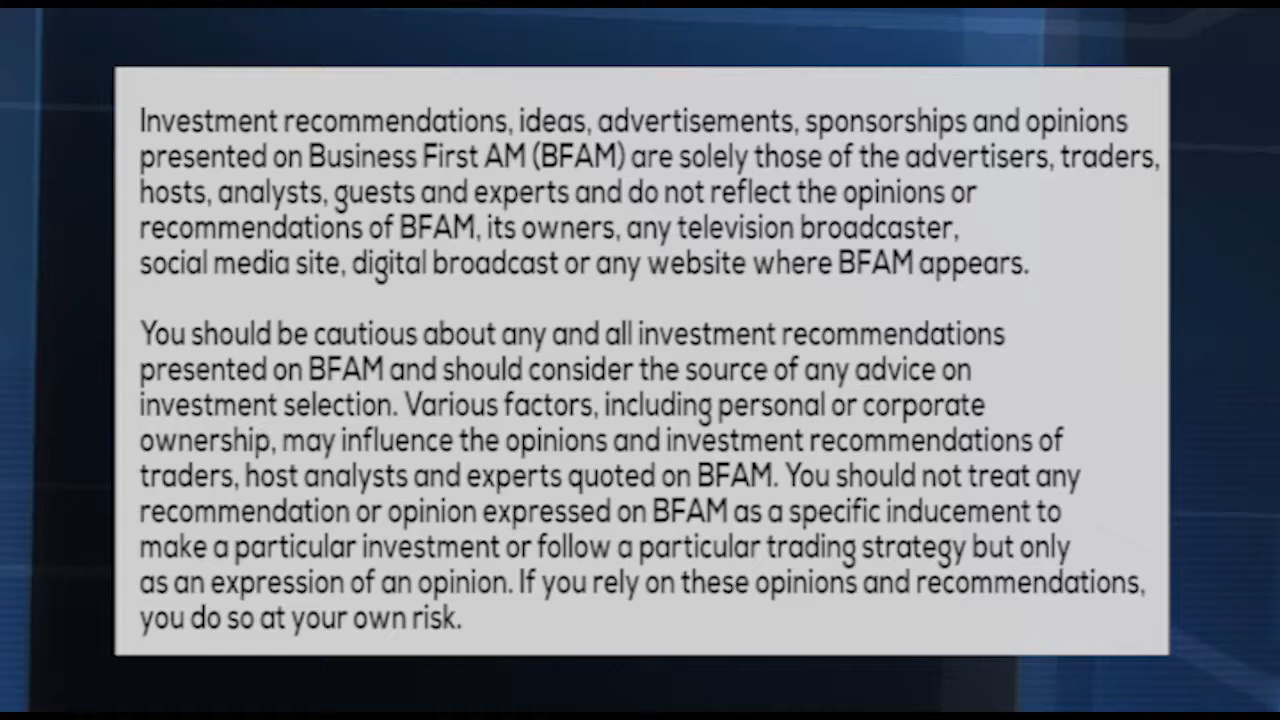 Investment recommendations, ideas, advertisements, sponsorships and opinions
presented on Business First AM (BFAM) are solely those of the advertisers, traders,
hosts, analysts, guests and experts and do not reflect the opinions or
recommendations of BFAM, its owners, any television broadcaster,
social media site, digital broadcast or any website where BFAM appears.
You should be cautious about any and all investment recommendations
presented on BFAM and should consider the source of any advice on
investment selection. Various factors, including personal or corporate
ownership, may influence the opinions and investment recommendations of
traders, host analysts and experts quoted on BFAM. You should not treat any
recommendation or opinion expressed on BFAM as a specific inducement to
make a particular investment or follow a particular trading strategy but only
as an expression of an opinion. If you rely on these opinions and recommendations,
you do so at your own risk.